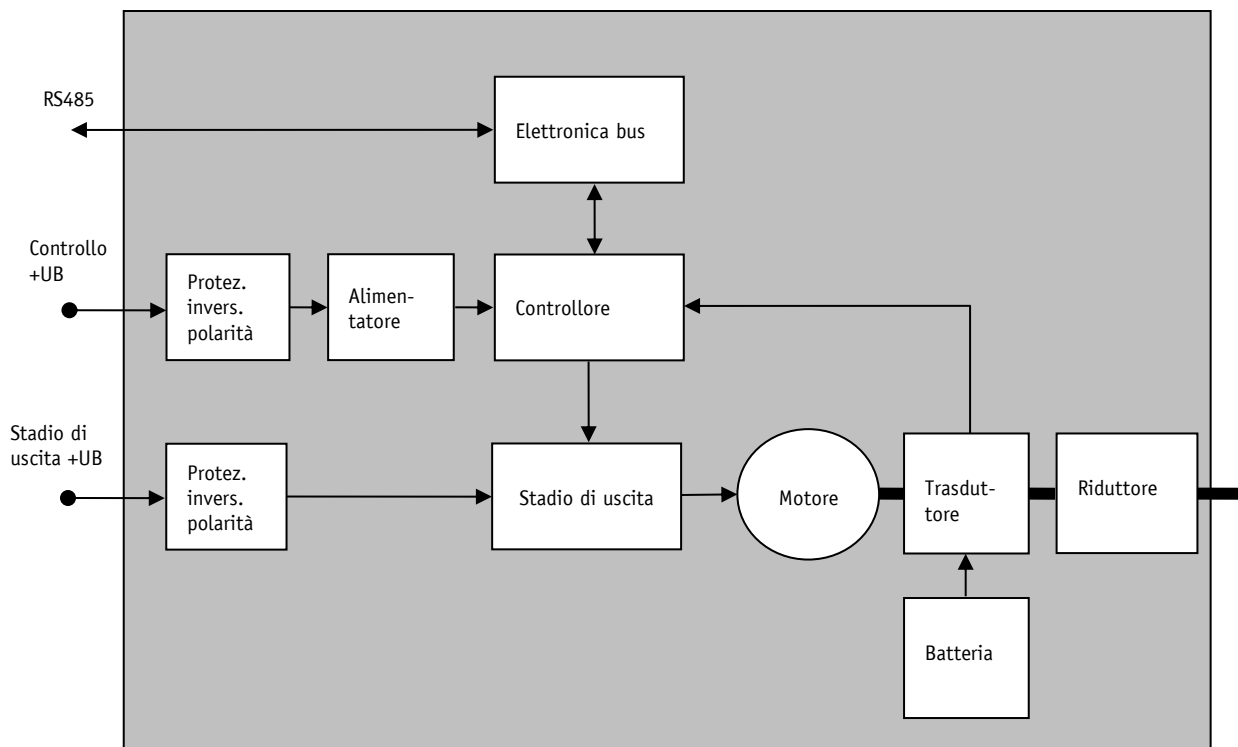 RS485
Elettronica bus
Controllo
+UB
Protez.
invers.
polarità
Alimen-
tatore
Controllore
Stadio di
uscita +UB
Protez.
invers.
polarità
Stadio di uscita
Motore
Trasdut-
tore
Riduttore
Batteria